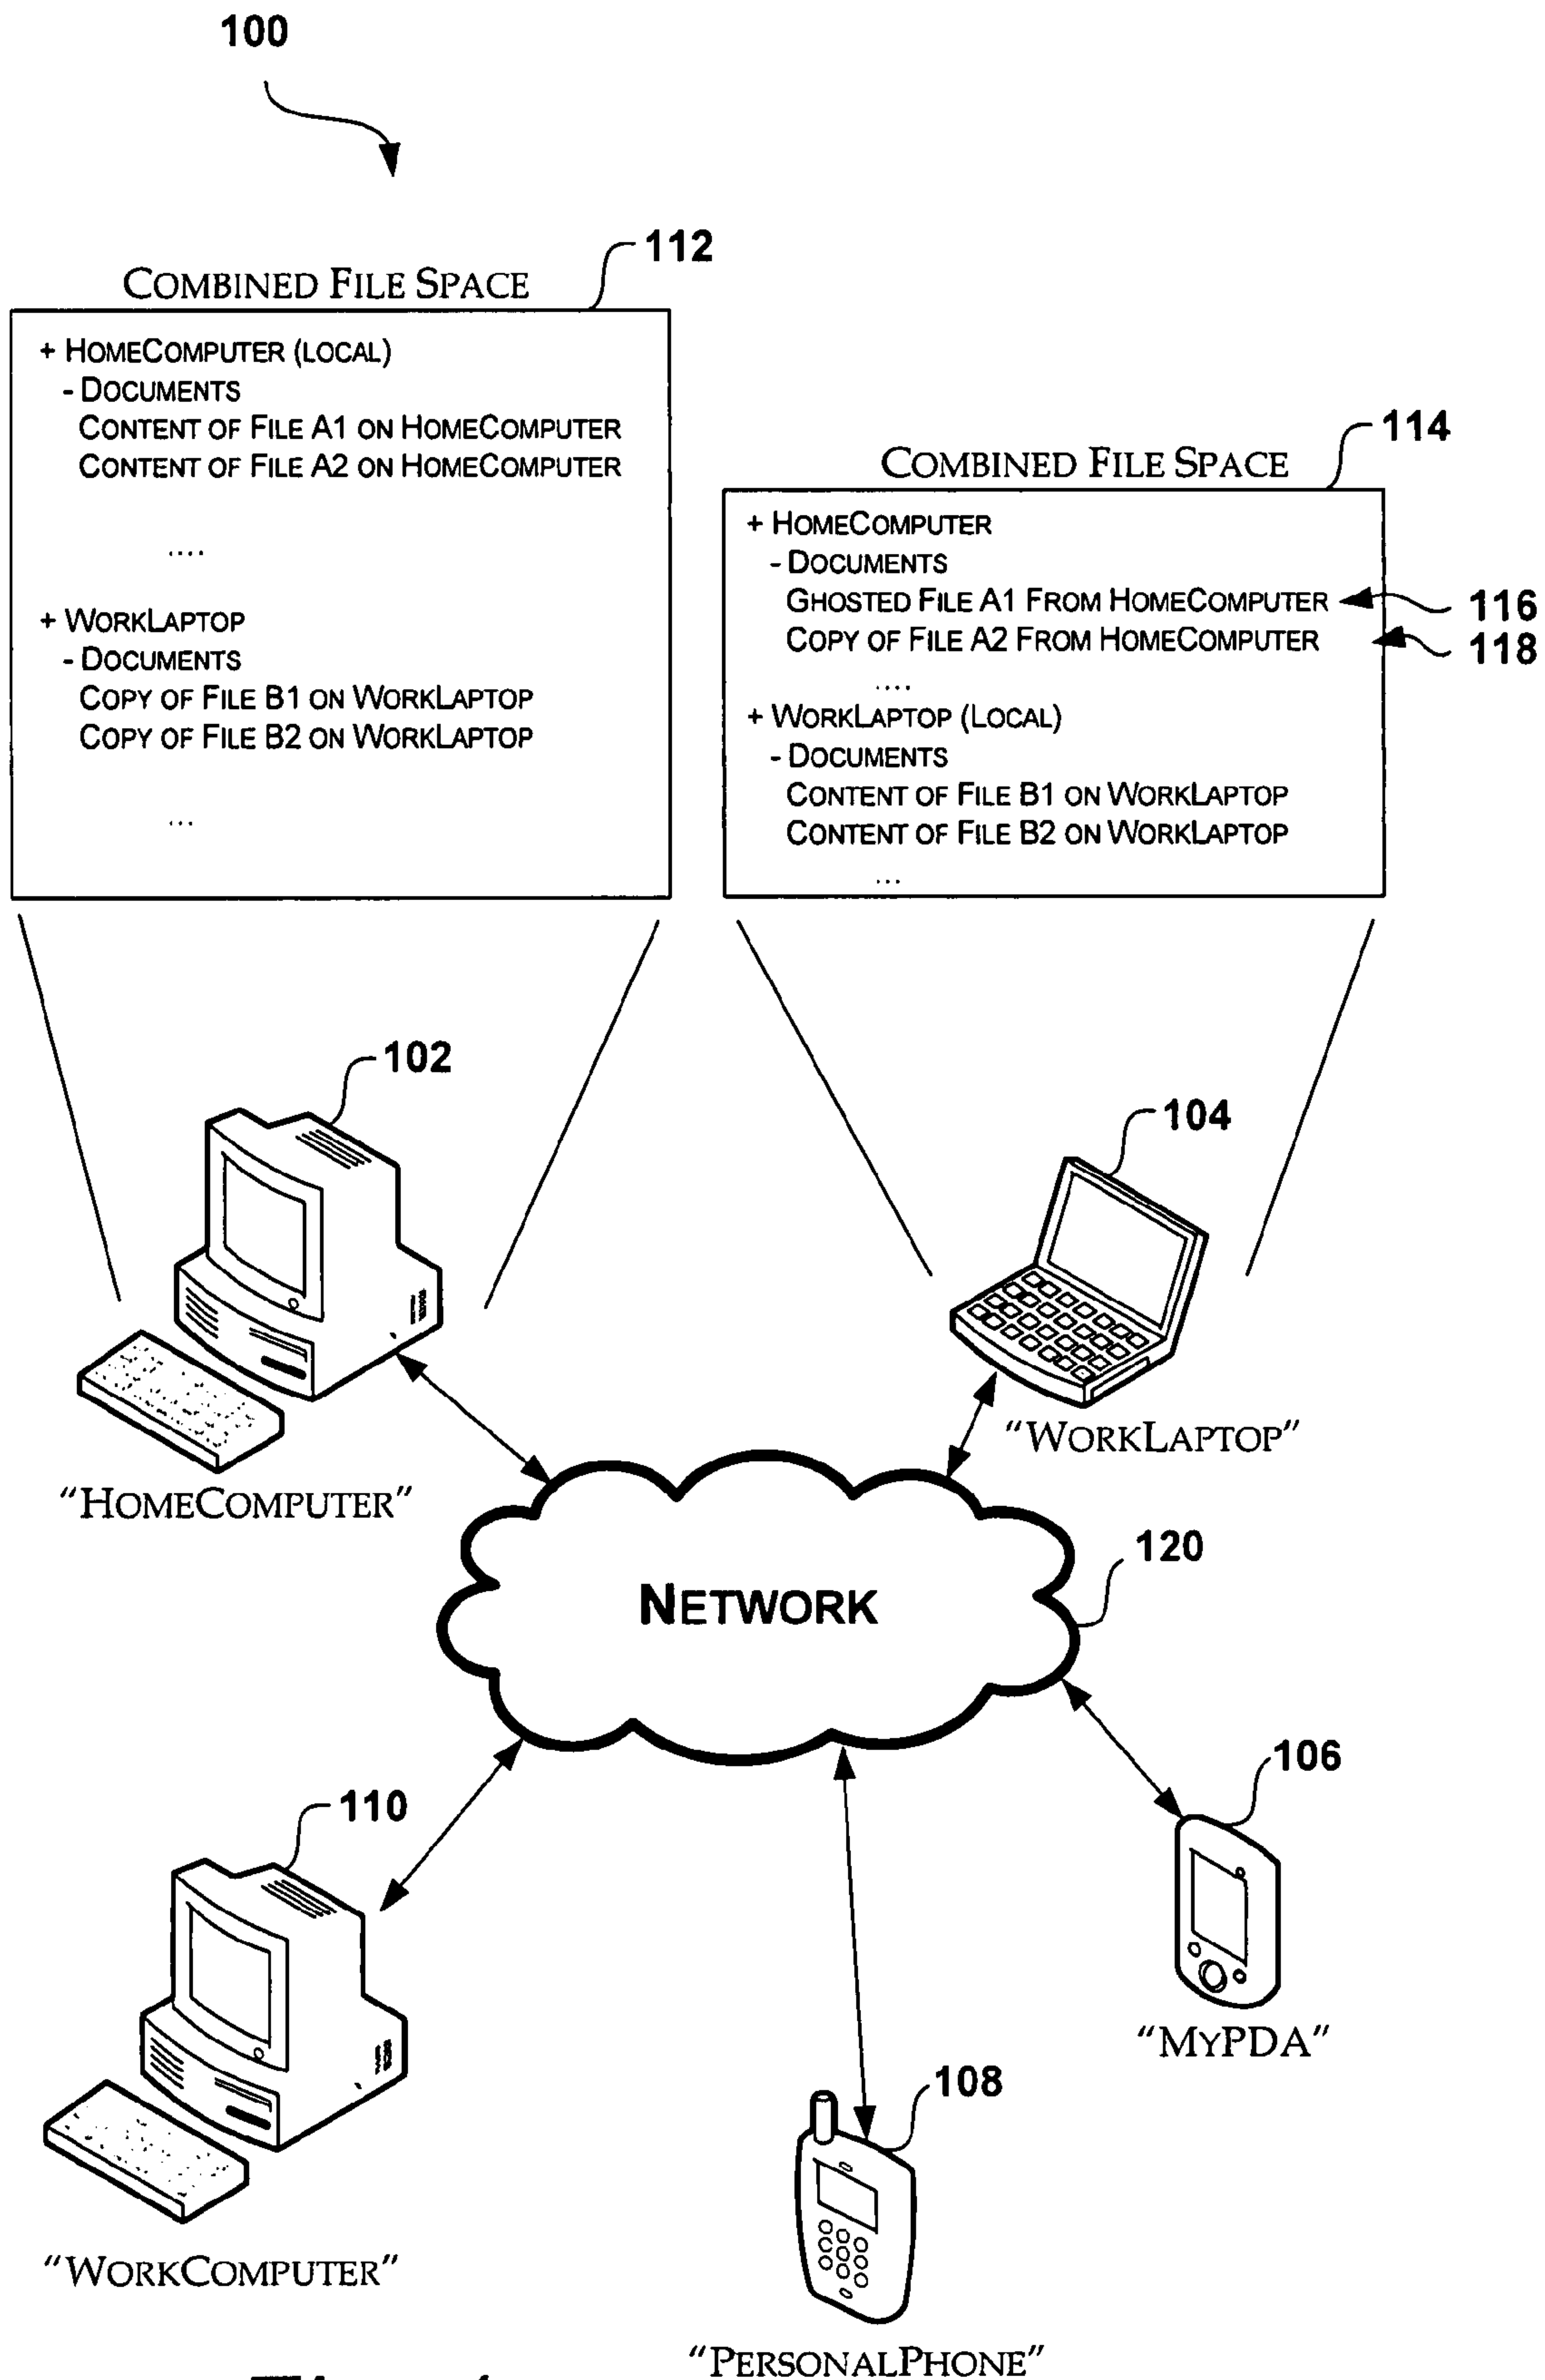 100
112
COMBINED FILE SPACE
+ HOMECOMPUTER (LOCAL)
- DOCUMENTS
CONTENT OF FILE A1 ON HOMECOMPUTER
CONTENT OF FILE A2 ON HOMECOMPUTER
....
+ WORKLAPTOP
- DOCUMENTS
COPY OF FILE B1 ON WORKLAPTOP
COPY OF FILE B2 ON WORKLAPTOP
...
114
COMBINED FILE SPACE
+ HOMECOMPUTER
- DOCUMENTS
GHOSTED FILE A1 FROM HOMECOMPUTER
116
COPY OF FILE A2 FROM HOMECOMPUTER
118
....
+ WORKLAPTOP (LOCAL)
- DOCUMENTS
CONTENT OF FILE B1 ON WORKLAPTOP
CONTENT OF FILE B2 ON WORKLAPTOP
...
102
104
"WORKLAPTOP"
"HOMECOMPUTER"
120
NETWORK
106
110
"MYPDA"
108
"WORKCOMPUTER"
"PERSONALPHONE"